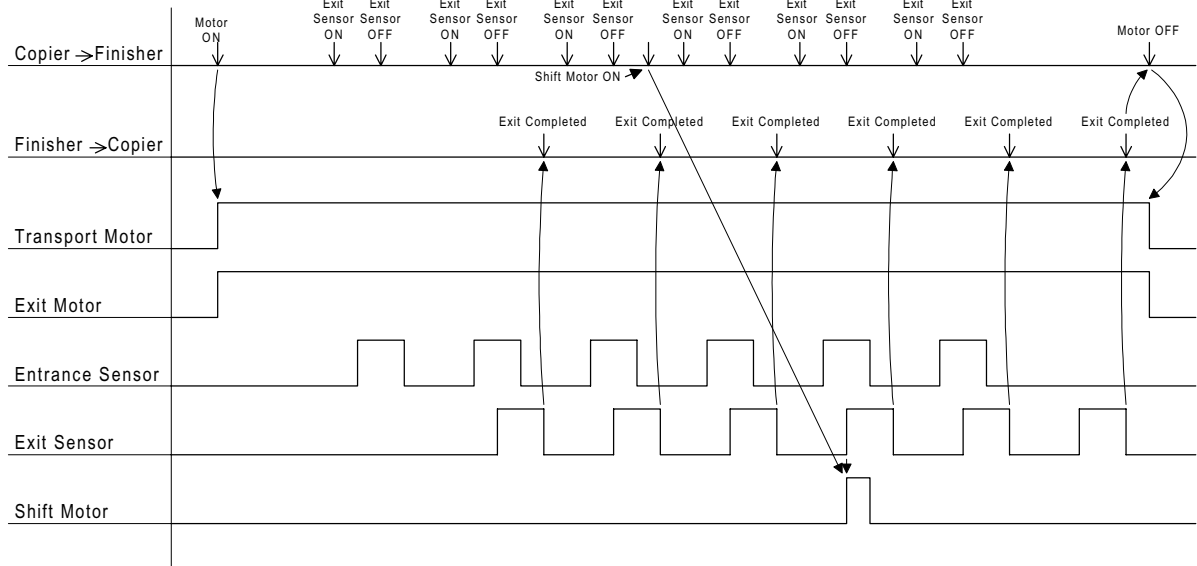 Motor
ON
Exit
Sensor
ON
Exit
Sensor
OFF
Exit
Sensor
ON
Exit
Sensor
OFF
Exit
Sensor
ON
Exit
Sensor
OFF
Exit
Sensor
ON
Exit
Sensor
OFF
Exit
Sensor
ON
Exit
Sensor
OFF
Exit
Sensor
ON
Exit
Sensor
OFF
Motor OFF
Copier → Finisher
Shift Motor ON
Exit Completed
Exit Completed
Exit Completed
Exit Completed
Exit Completed
Exit Completed
Finisher → Copier
Transport Motor
Exit Motor
Entrance Sensor
Exit Sensor
Shift Motor